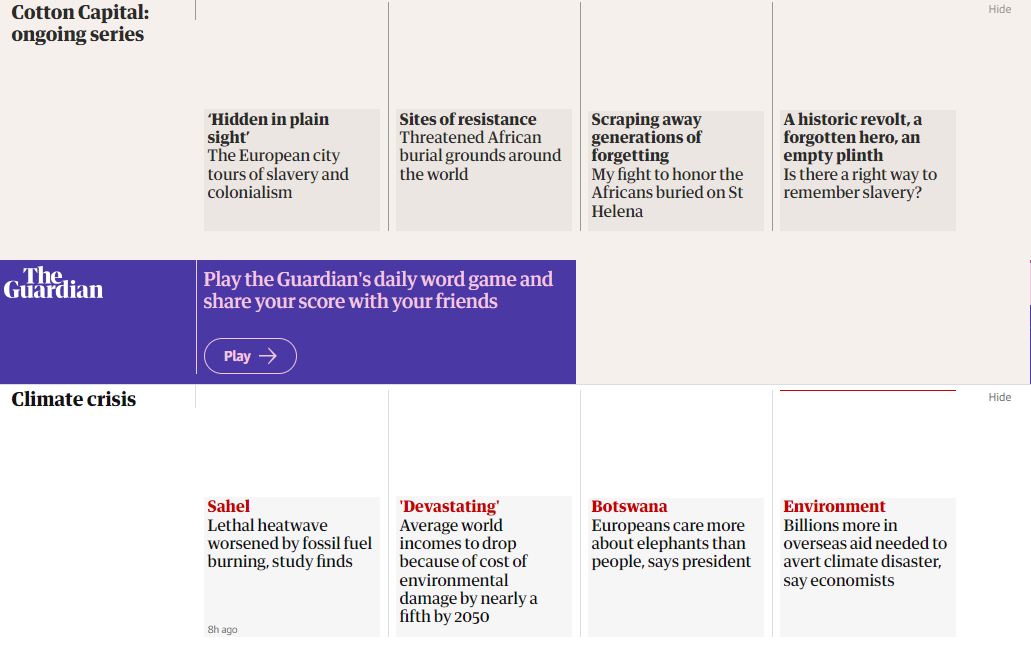 Cotton Capital:
ongoing series
Hide
‘Hidden in plain
sight’
The European city
tours of slavery and
colonialism
Sites of resistance
Threatened African
burial grounds around
the world
Scraping away
generations of
forgetting
My fight to honor the
Africans buried on St
Helena
A historic revolt, a
forgotten hero, an
empty plinth
Is there a right way to
remember slavery?
The
Guardian
Play the Guardian's daily word game and
share your score with your friends
Play
Climate crisis
Hide
Sahel
Lethal heatwave
worsened by fossil fuel
burning, study finds
8h ago
'Devastating'
Average world
incomes to drop
because of cost of
environmental
damage by nearly a
fifth by 2050
Botswana
Europeans care more
about elephants than
people, says president
Environment
Billions more in
overseas aid needed to
avert climate disaster,
say economists